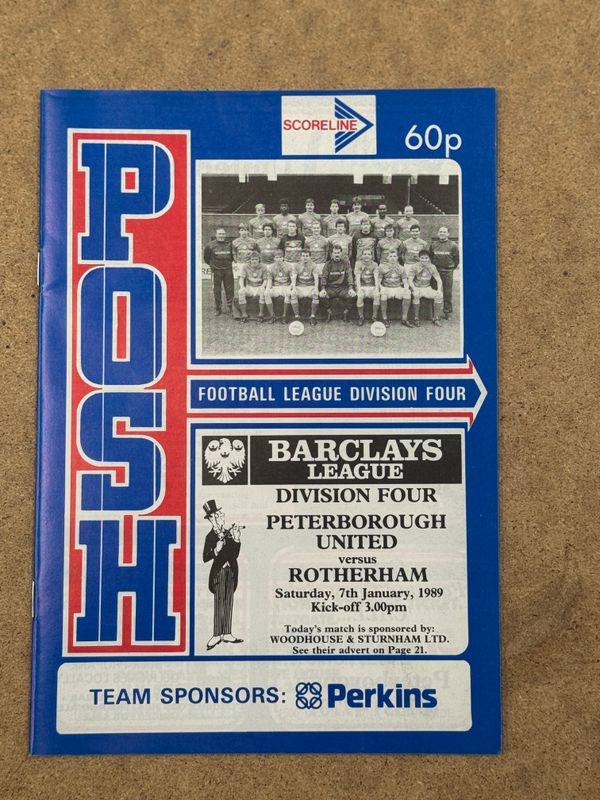 SCORELINE
60p
POSH
FOOTBALL LEAGUE DIVISION FOUR
BARCLAYS
LEAGUE
DIVISION FOUR
PETERBOROUGH
UNITED
versus
ROTHERHAM
Saturday, 7th January, 1989
Kick-off 3.00pm
Today's match is sponsored by:
WOODHOUSE & STURNHAM LTD.
See their advert on Page 21.
TEAM SPONSORS: Perkins